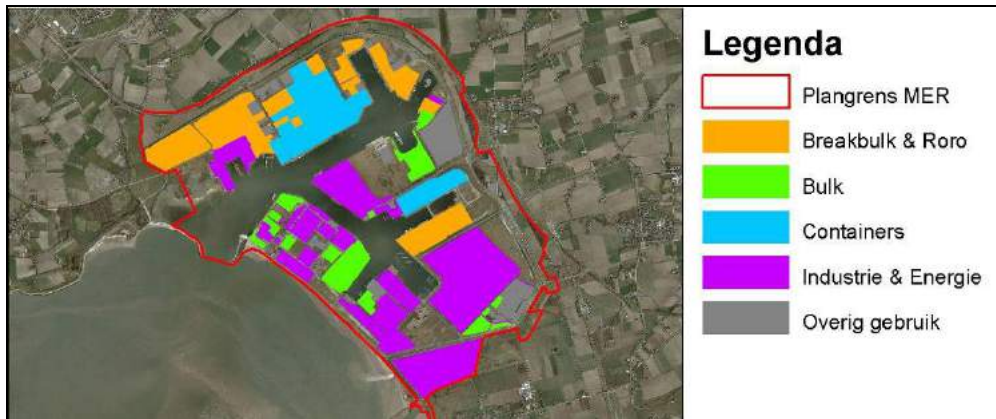 Legenda
Plangrens MER
Breakbulk & Roro
Bulk
Containers
Industrie & Energie
Overig gebruik